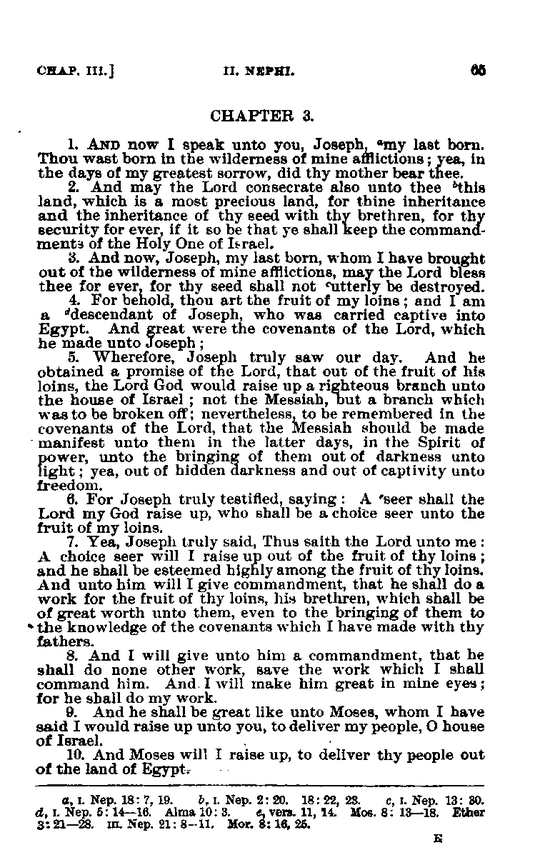 CHAP. III.] II. NEPHI. 65
CHAPTER 3.
1. AND now I speak unto you, Joseph, ᵃmy last born.
Thou wast born in the wilderness of mine afflictions; yea, in
the days of my greatest sorrow, did thy mother bear thee.
2. And may the Lord consecrate also unto thee ᵇthis
land, which is a most precious land, for thine inheritance
and the inheritance of thy seed with thy brethren, for thy
security for ever, if it so be that ye shall keep the command-
ments of the Holy One of Israel.
3. And now, Joseph, my last born, whom I have brought
out of the wilderness of mine afflictions, may the Lord bless
thee for ever, for thy seed shall not ᶜutterly be destroyed.
4. For behold, thou art the fruit of my loins; and I am
a ᵈdescendant of Joseph, who was carried captive into
Egypt. And great were the covenants of the Lord, which
he made unto Joseph;
5. Wherefore, Joseph truly saw our day. And he
obtained a promise of the Lord, that out of the fruit of his
loins, the Lord God would raise up a righteous branch unto
the house of Israel; not the Messiah, but a branch which
was to be broken off; nevertheless, to be remembered in the
covenants of the Lord, that the Messiah should be made
manifest unto them in the latter days, in the Spirit of
power, unto the bringing of them out of darkness unto
light; yea, out of hidden darkness and out of captivity unto
freedom.
6. For Joseph truly testified, saying: A ᵉseer shall the
Lord my God raise up, who shall be a choice seer unto the
fruit of my loins.
7. Yea, Joseph truly said, Thus saith the Lord unto me:
A choice seer will I raise up out of the fruit of thy loins;
and he shall be esteemed highly among the fruit of thy loins.
And unto him will I give commandment, that he shall do a
work for the fruit of thy loins, his brethren, which shall be
of great worth unto them, even to the bringing of them to
the knowledge of the covenants which I have made with thy
fathers.
8. And I will give unto him a commandment, that he
shall do none other work, save the work which I shall
command him. And I will make him great in mine eyes;
for he shall do my work.
9. And he shall be great like unto Moses, whom I have
said I would raise up unto you, to deliver my people, O house
of Israel.
10. And Moses will I raise up, to deliver thy people out
of the land of Egypt.
a, I. Nep. 18: 7, 19. b, I. Nep. 2: 20. 18: 22, 23. c, I. Nep. 13: 30.
d, I. Nep. 5: 14—16. Alma 10: 3. e, vers. 11, 14. Mos. 8: 13—18. Ether
3: 21—28. III. Nep. 21: 8—11. Mor. 8: 16, 25.
E